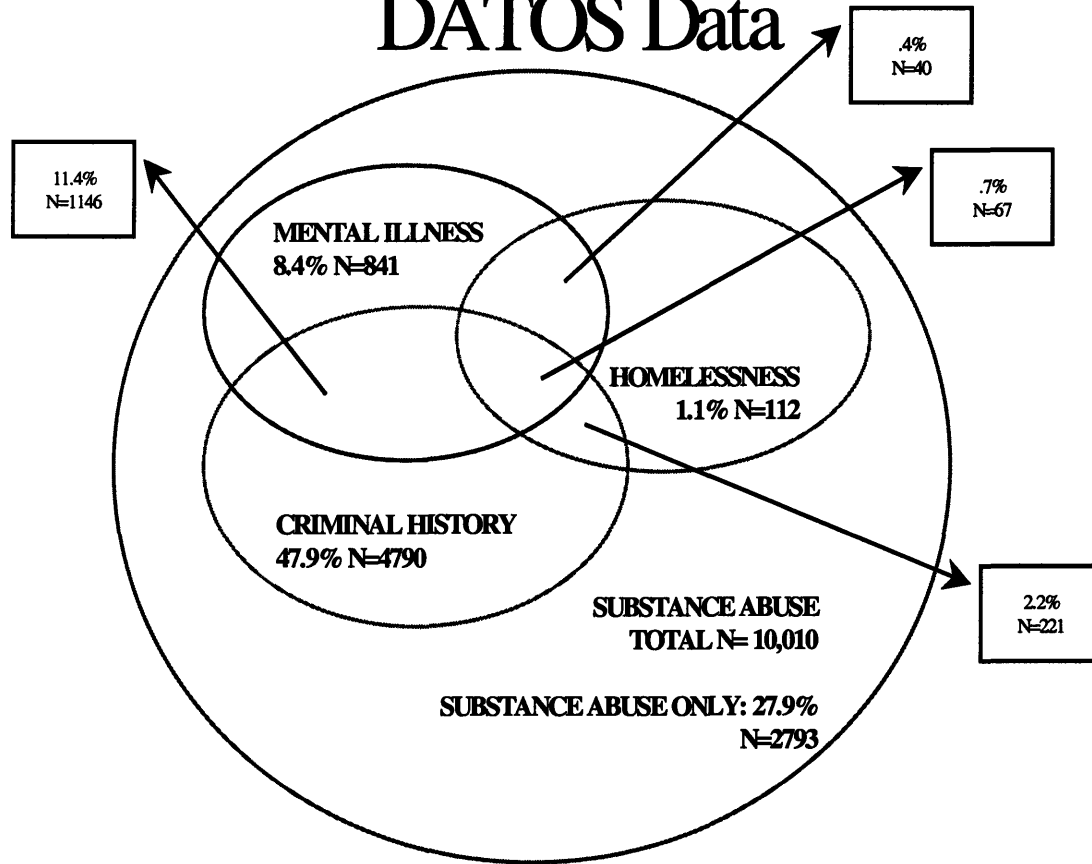 DATOS Data
.4%
N=40
11.4%
N=1146
.7%
N=67
MENTAL ILLNESS
8.4% N=841
HOMELESSNESS
1.1% N=112
CRIMINAL HISTORY
47.9% N=4790
2.2%
N=221
SUBSTANCE ABUSE
TOTAL N= 10,010
SUBSTANCE ABUSE ONLY: 27.9%
N=2793